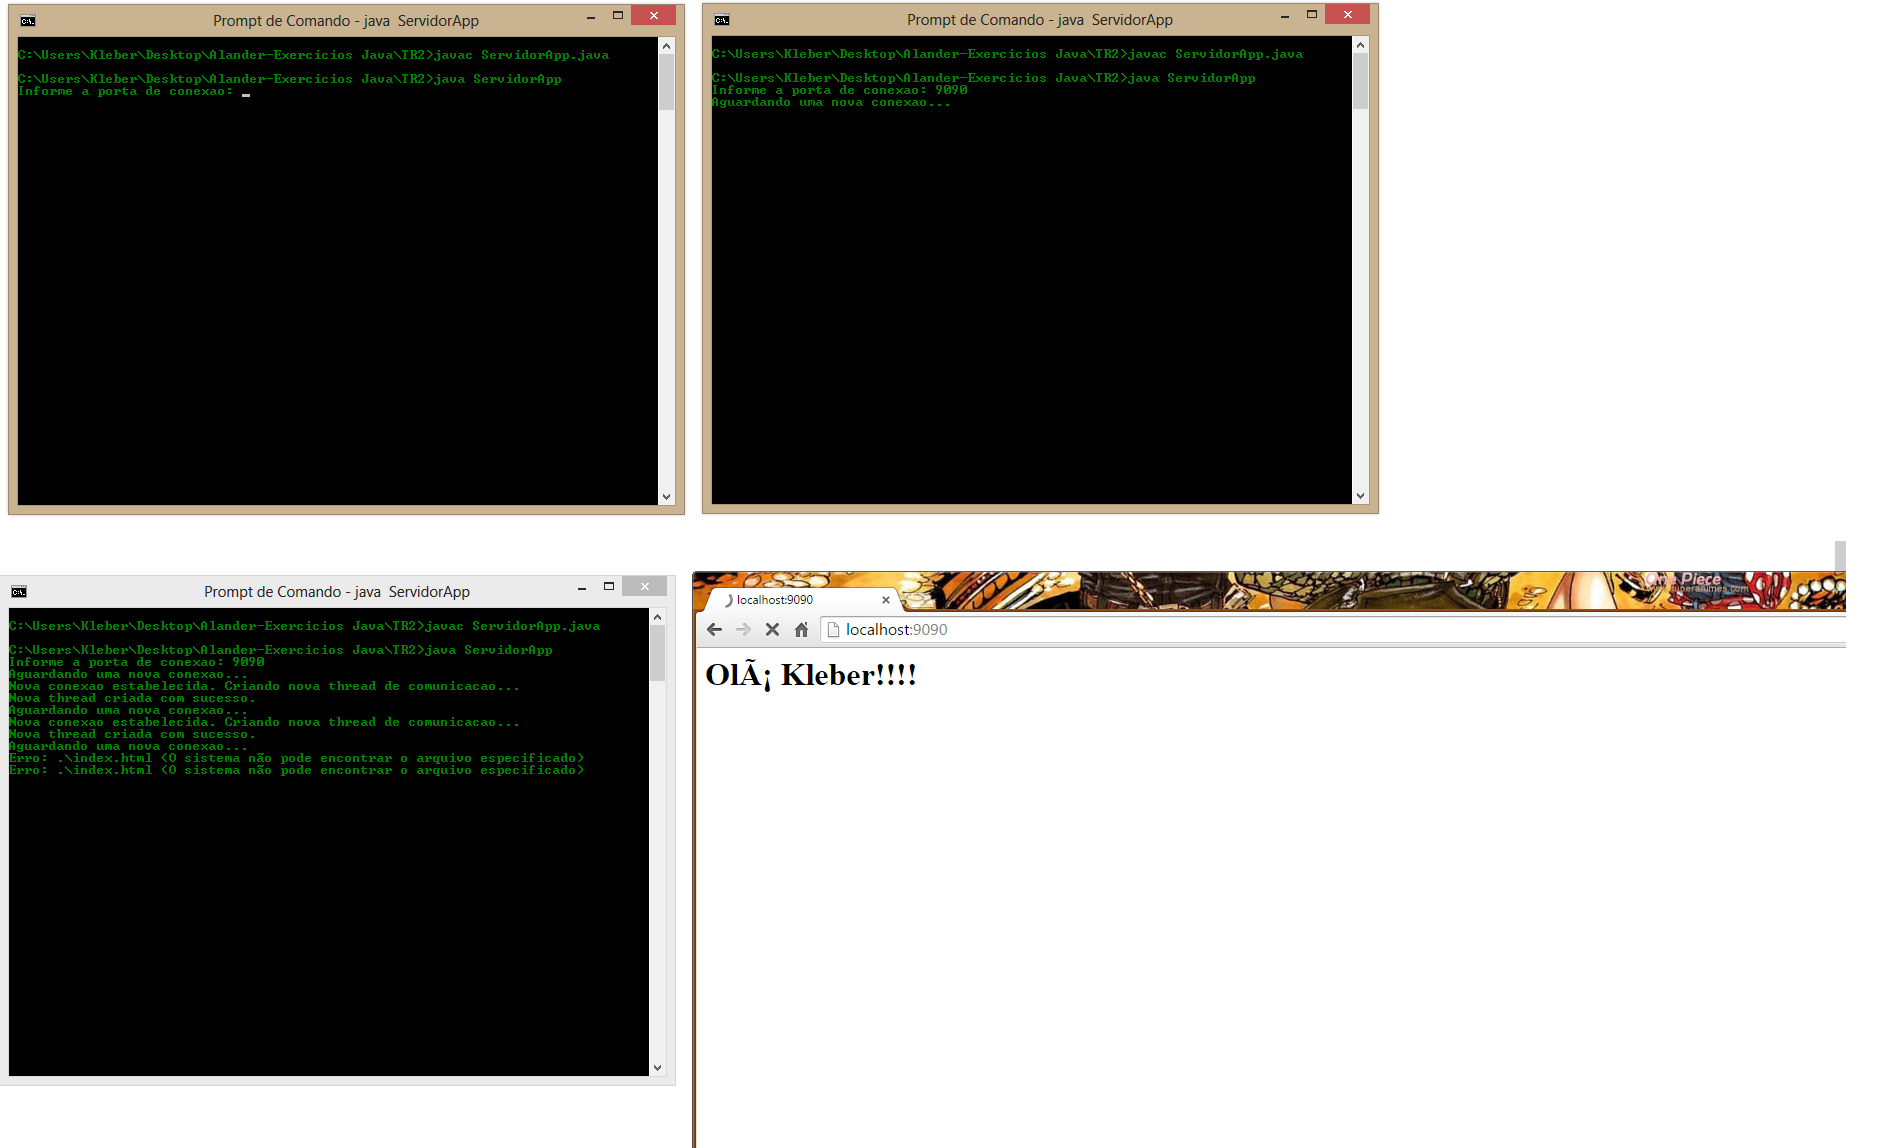 Prompt de Comando - java  ServidorApp
C:\Users\Kleber\Desktop\Alander-Exercicios Java\TR2>javac ServidorApp.java
C:\Users\Kleber\Desktop\Alander-Exercicios Java\TR2>java ServidorApp
Informe a porta de conexao:
Prompt de Comando - java  ServidorApp
C:\Users\Kleber\Desktop\Alander-Exercicios Java\TR2>javac ServidorApp.java
C:\Users\Kleber\Desktop\Alander-Exercicios Java\TR2>java ServidorApp
Informe a porta de conexao: 9090
Aguardando uma nova conexao...
Prompt de Comando - java  ServidorApp
C:\Users\Kleber\Desktop\Alander-Exercicios Java\TR2>javac ServidorApp.java
C:\Users\Kleber\Desktop\Alander-Exercicios Java\TR2>java ServidorApp
Informe a porta de conexao: 9090
Aguardando uma nova conexao...
Nova conexao estabelecida. Criando nova thread de comunicacao...
Nova thread criada com sucesso.
Aguardando uma nova conexao...
Nova conexao estabelecida. Criando nova thread de comunicacao...
Nova thread criada com sucesso.
Aguardando uma nova conexao...
Erro: .\index.html (O sistema não pode encontrar o arquivo especificado)
Erro: .\index.html (O sistema não pode encontrar o arquivo especificado)
One Piece
localhost:9090
localhost:9090
OlÃ¡ Kleber!!!!